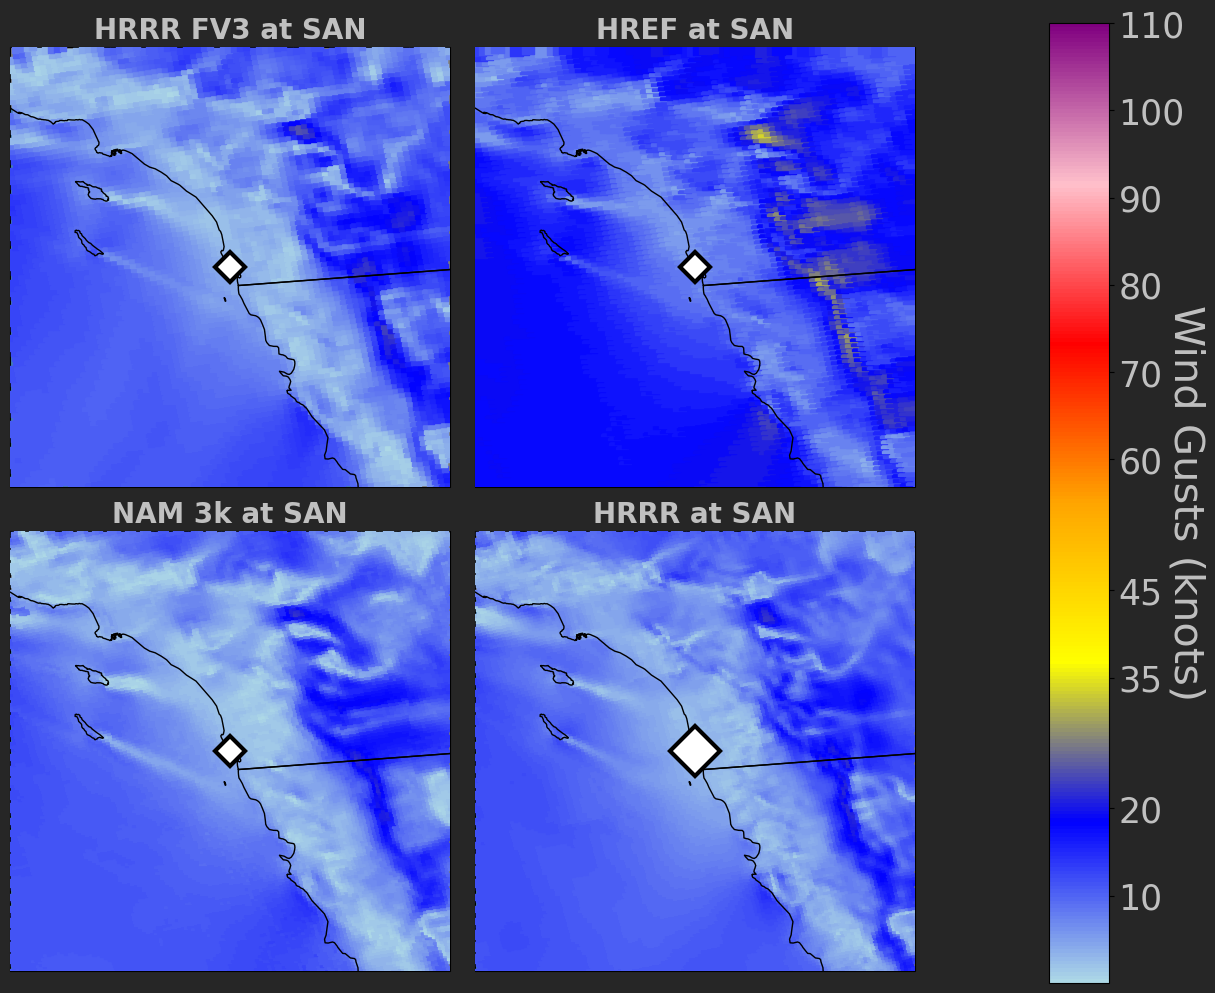 HRRR FV3 at SAN
HREF at SAN
NAM 3k at SAN
HRRR at SAN
110
100
90
80
70
60
45
35
20
10
Wind Gusts (knots)